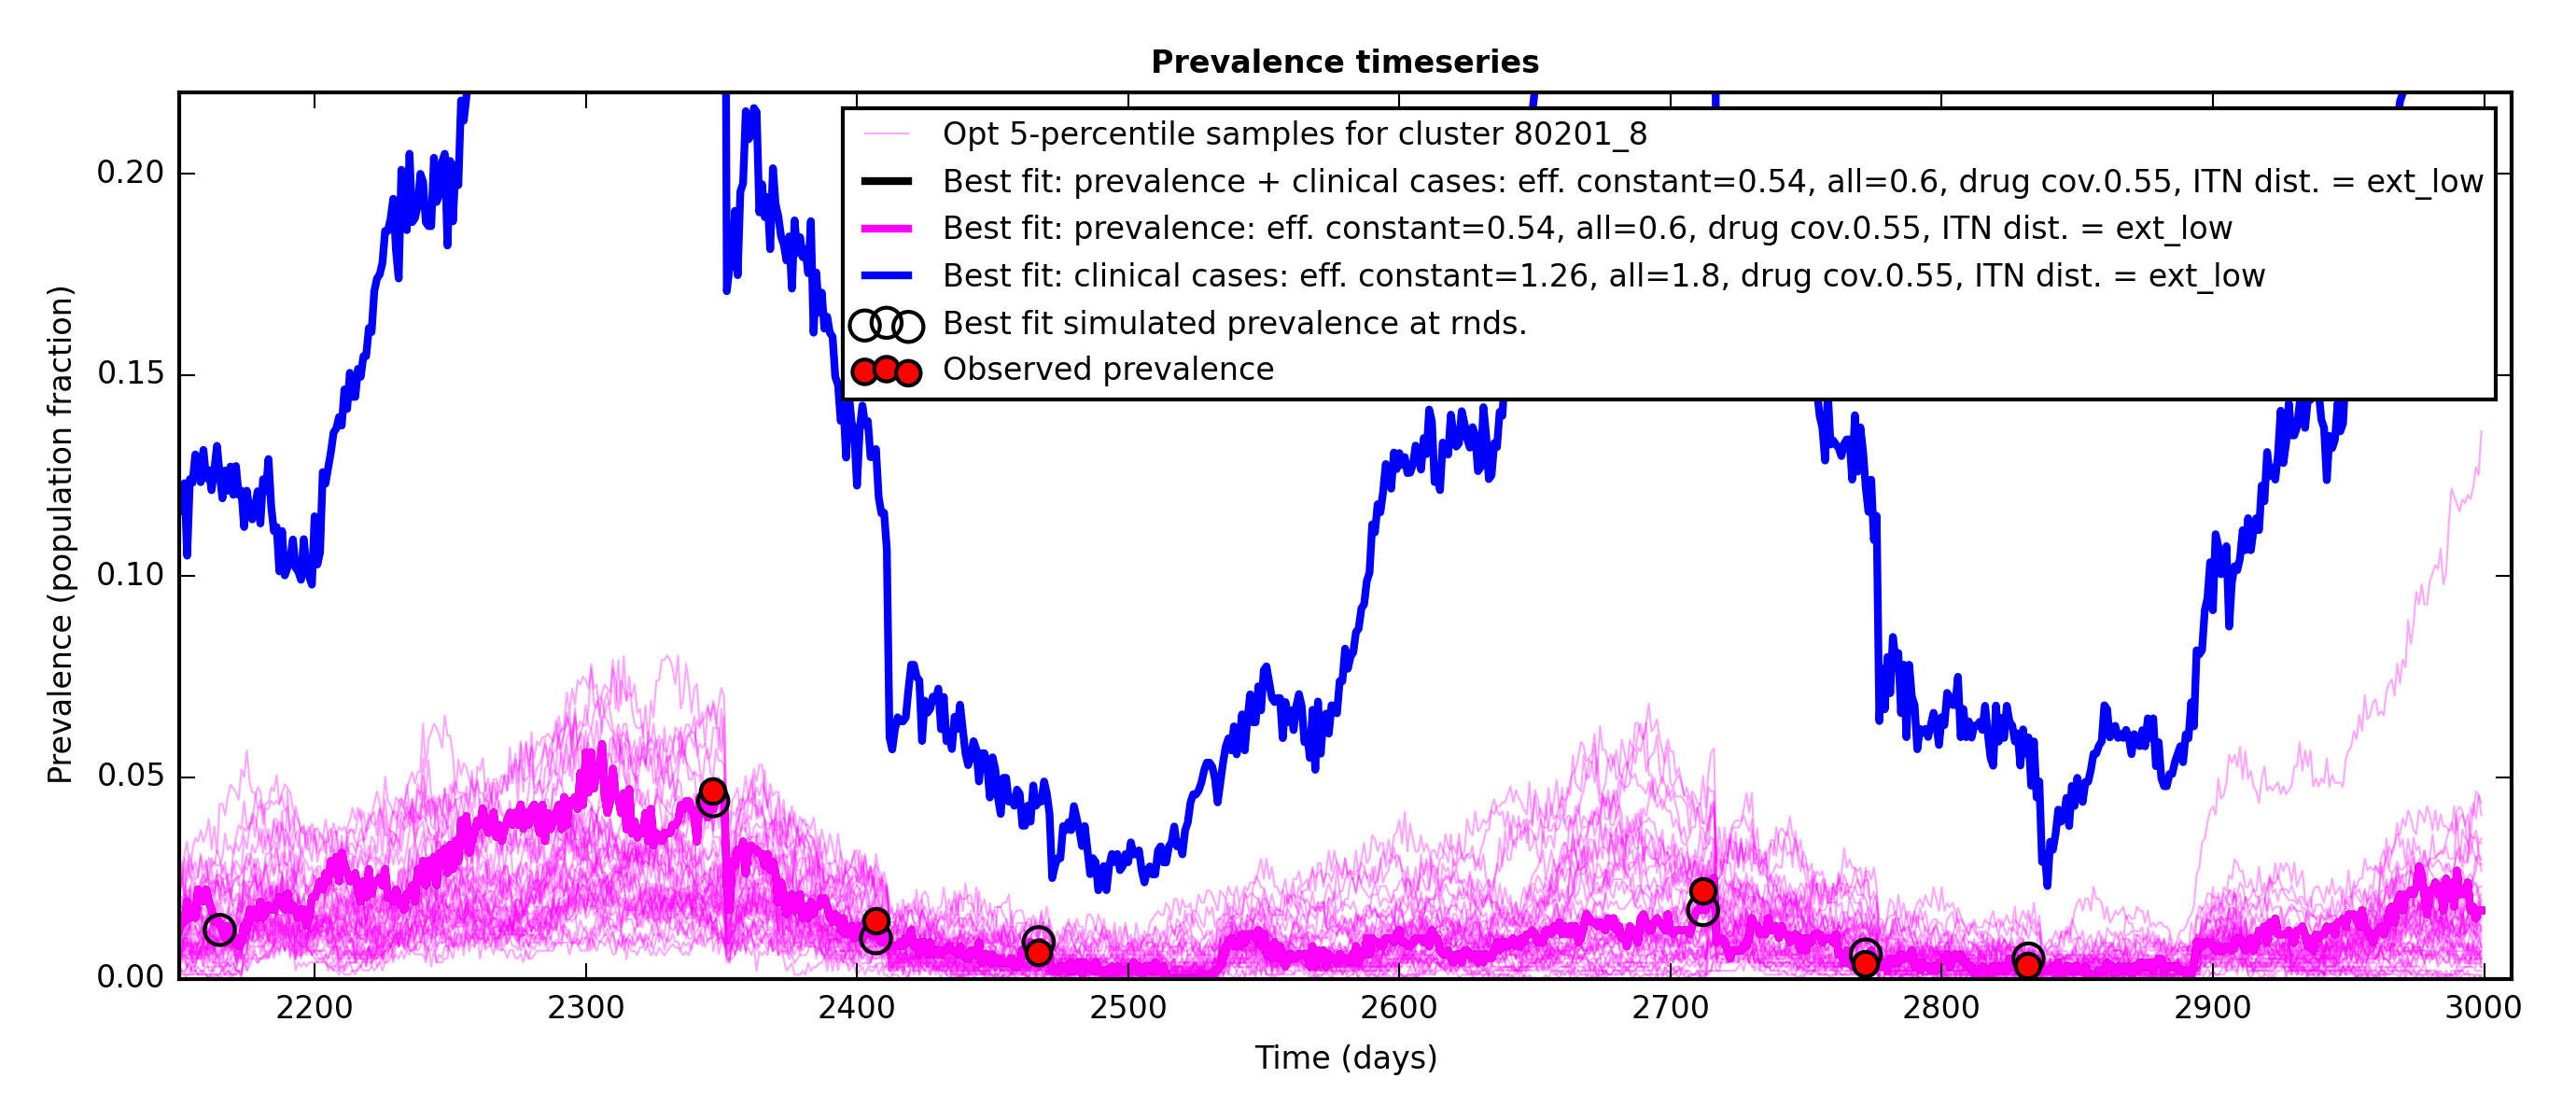 Prevalence timeseries
Opt 5-percentile samples for cluster 80201_8
Best fit: prevalence + clinical cases: eff. constant=0.54, all=0.6, drug cov.0.55, ITN dist. = ext_low
Best fit: prevalence: eff. constant=0.54, all=0.6, drug cov.0.55, ITN dist. = ext_low
Best fit: clinical cases: eff. constant=1.26, all=1.8, drug cov.0.55, ITN dist. = ext_low
Best fit simulated prevalence at rnds.
Observed prevalence
Prevalence (population fraction)
0.20
0.15
0.10
0.05
0.00
2200 2300 2400 2500 2600 2700 2800 2900 3000
Time (days)